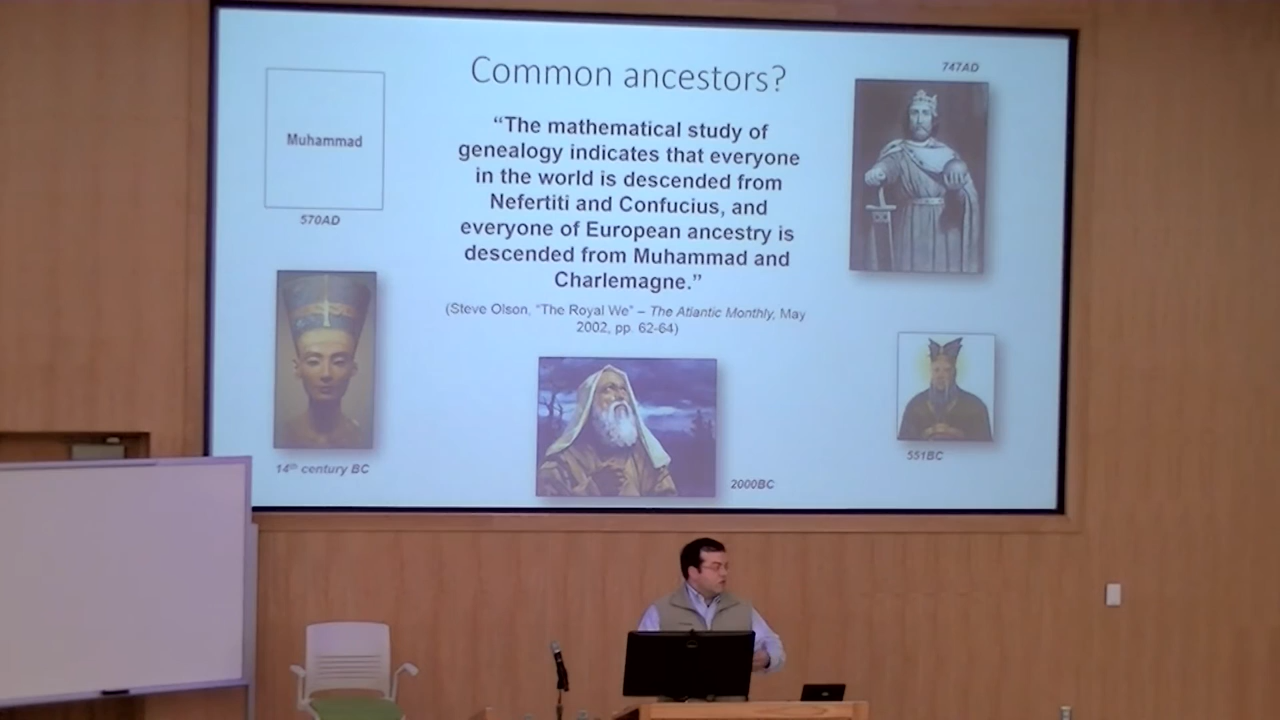 Common ancestors?
"The mathematical study of
genealogy indicates that everyone
in the world is descended from
Nefertiti and Confucius, and
everyone of European ancestry is
descended from Muhammad and
Charlemagne."
(Steve Olson, "The Royal We" – The Atlantic Monthly, May
2002, pp. 62-64)
Muhammad
570AD
14th century BC
2000BC
747AD
551BC